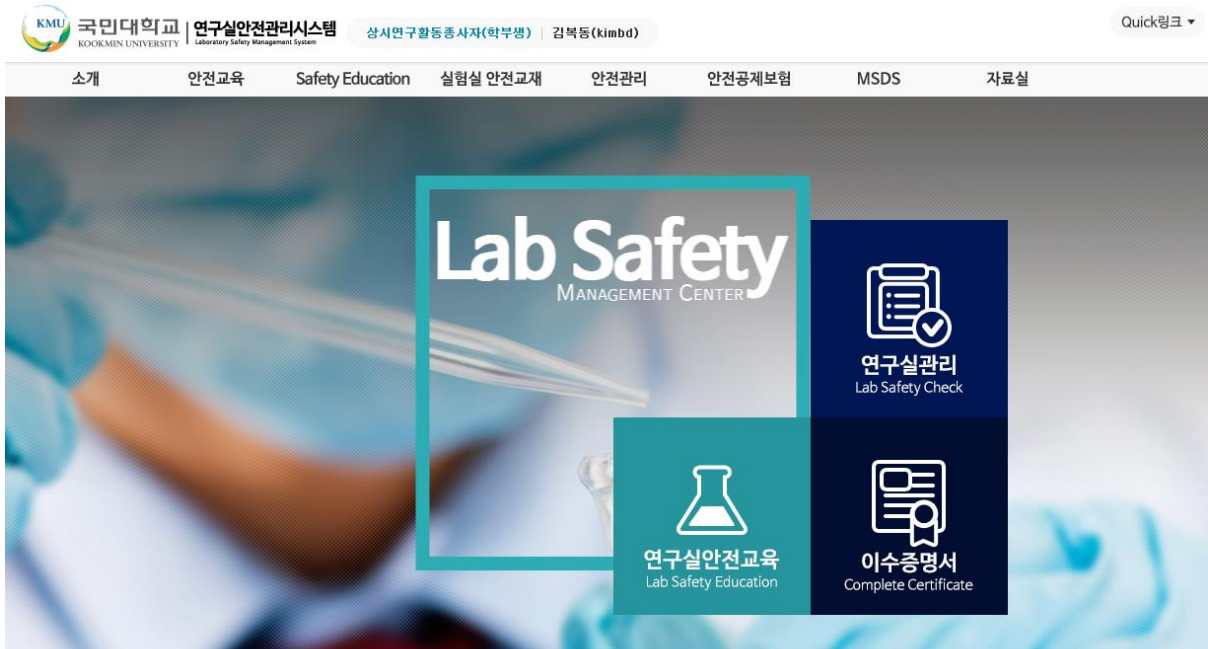 KMU 국민대학교 연구실안전관리시스템 상시연구활동종사자(학부생) 김복동(kimbd) Quick링크 ▾
KOOKMIN UNIVERSITY Laboratory Safety Management System
소개 안전교육 Safety Education 실험실 안전교재 안전관리 안전공제보험 MSDS 자료실
Lab Safety
MANAGEMENT CENTER
연구실관리
Lab Safety Check
연구실안전교육
Lab Safety Education
이수증명서
Complete Certificate